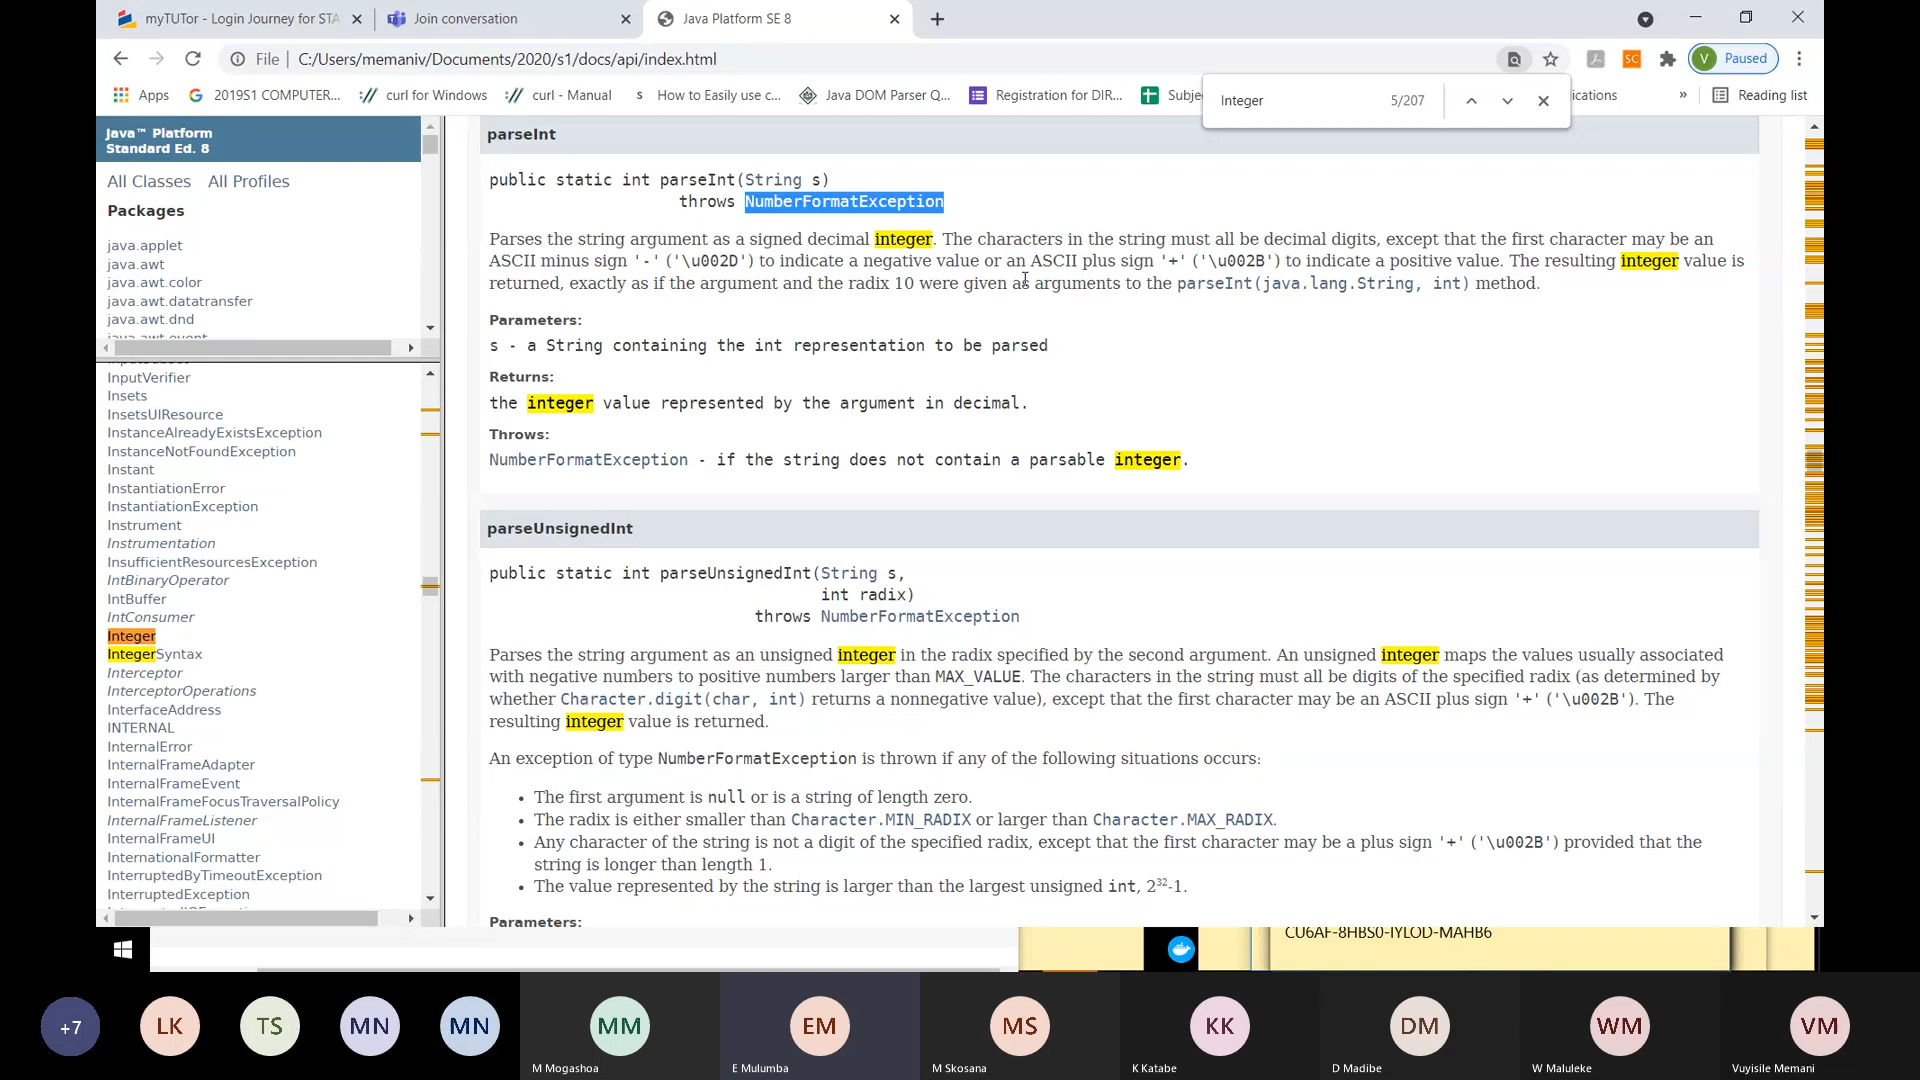 myTUTor - Login Journey for STA
Join conversation
Java Platform SE 8
File
C:/Users/memaniv/Documents/2020/s1/docs/api/index.html
SC
V
Paused
Apps
2019S1 COMPUTER...
curl for Windows
curl - Manual
How to Easily use c...
Java DOM Parser Q...
Registration for DIR...
Subje
Integer
5/207
ications
»
Reading list
Java™ Platform
Standard Ed. 8
All Classes All Profiles
Packages
java.applet
java.awt
java.awt.color
java.awt.datatransfer
java.awt.dnd
java.awt.event
InputVerifier
Insets
InsetsUIResource
InstanceAlreadyExistsException
InstanceNotFoundException
Instant
InstantiationError
InstantiationException
Instrument
Instrumentation
InsufficientResourcesException
IntBinaryOperator
IntBuffer
IntConsumer
Integer
IntegerSyntax
Interceptor
InterceptorOperations
InterfaceAddress
INTERNAL
InternalError
InternalFrameAdapter
InternalFrameEvent
InternalFrameFocusTraversalPolicy
InternalFrameListener
InternalFrameUI
InternationalFormatter
InterruptedByTimeoutException
InterruptedException
parseInt
public static int parseInt(String s)
throws NumberFormatException
Parses the string argument as a signed decimal integer. The characters in the string must all be decimal digits, except that the first character may be an
ASCII minus sign '-' ('\u002D') to indicate a negative value or an ASCII plus sign '+' ('\u002B') to indicate a positive value. The resulting integer value is
returned, exactly as if the argument and the radix 10 were given as arguments to the parseInt(java.lang.String, int) method.
Parameters:
s - a String containing the int representation to be parsed
Returns:
the integer value represented by the argument in decimal.
Throws:
NumberFormatException - if the string does not contain a parsable integer.
parseUnsignedInt
public static int parseUnsignedInt(String s,
int radix)
throws NumberFormatException
Parses the string argument as an unsigned integer in the radix specified by the second argument. An unsigned integer maps the values usually associated
with negative numbers to positive numbers larger than MAX_VALUE. The characters in the string must all be digits of the specified radix (as determined by
whether Character.digit(char, int) returns a nonnegative value), except that the first character may be an ASCII plus sign '+' ('\u002B'). The
resulting integer value is returned.
An exception of type NumberFormatException is thrown if any of the following situations occurs:
• The first argument is null or is a string of length zero.
• The radix is either smaller than Character.MIN_RADIX or larger than Character.MAX_RADIX.
• Any character of the string is not a digit of the specified radix, except that the first character may be a plus sign '+' ('\u002B') provided that the
string is longer than length 1.
• The value represented by the string is larger than the largest unsigned int, 2³²-1.
Parameters:
CU6AF-8HBS0-IYLOD-MAHB6
+7
LK
TS
MN
MN
MM
EM
MS
KK
DM
WM
VM
M Mogashoa
E Mulumba
M Skosana
K Katabe
D Madibe
W Maluleke
Vuyisile Memani